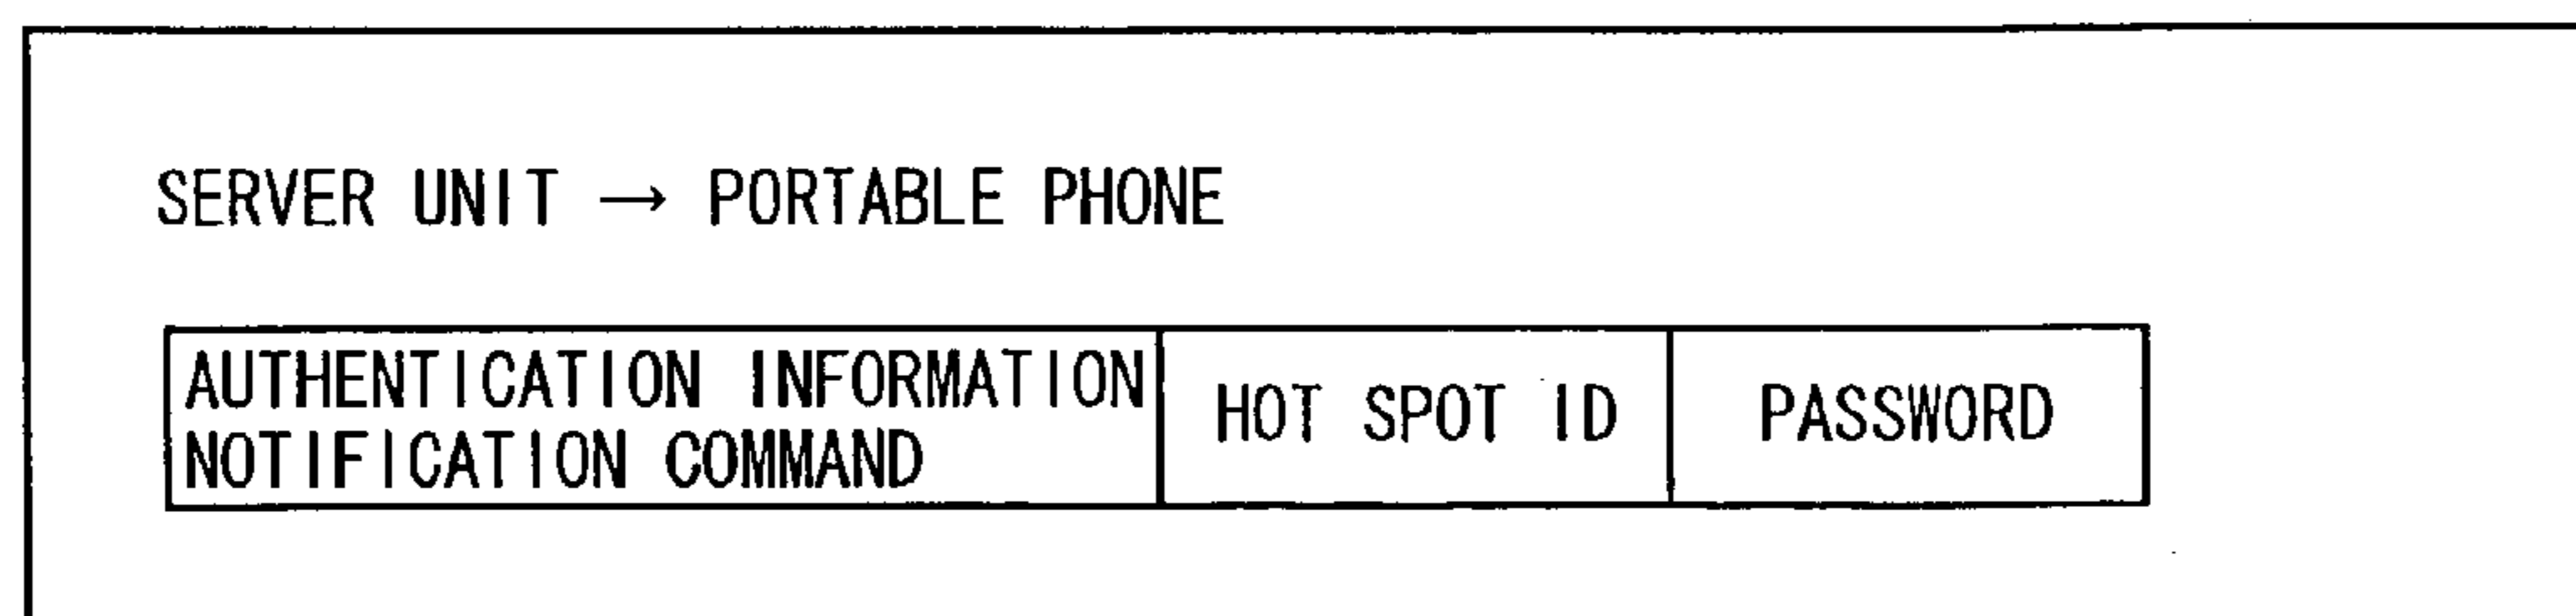 SERVER UNIT → PORTABLE PHONE
AUTHENTICATION INFORMATION
NOTIFICATION COMMAND
HOT SPOT ID
PASSWORD